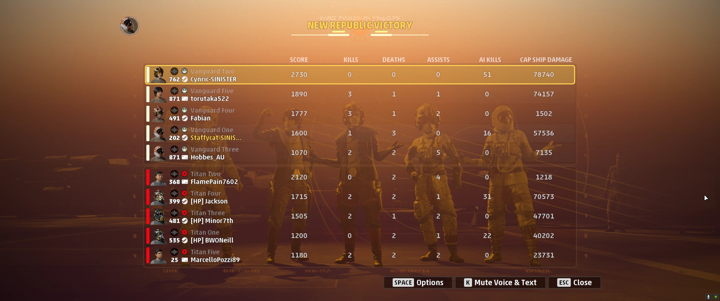 NEW REPUBLIC VICTORY
SCORE KILLS DEATHS ASSISTS AI KILLS CAP SHIP DAMAGE
Vanguard Two
762 Cynric-SINISTER 2730 0 0 0 51 78740
Vanguard Five
871 torutaka522 1890 3 1 1 0 74157
Vanguard Four
491 Fabian 1777 3 1 2 0 1502
Vanguard One
202 Staffycat-SINIS... 1600 1 3 0 16 57536
Vanguard Three
871 Hobbes_AU 1070 2 2 5 0 7135
Titan Two
368 FlamePain7602 2120 0 2 4 0 1218
Titan Four
399 [HP] Jackson 1715 2 2 1 31 70573
Titan Three
481 [HP] Minor7th 1505 2 1 2 0 47701
Titan One
535 [HP] BWONeill 1200 0 2 1 22 40202
Titan Five
25 MarcelloPozzi89 1180 2 2 2 0 23731
SPACE Options K Mute Voice & Text ESC Close